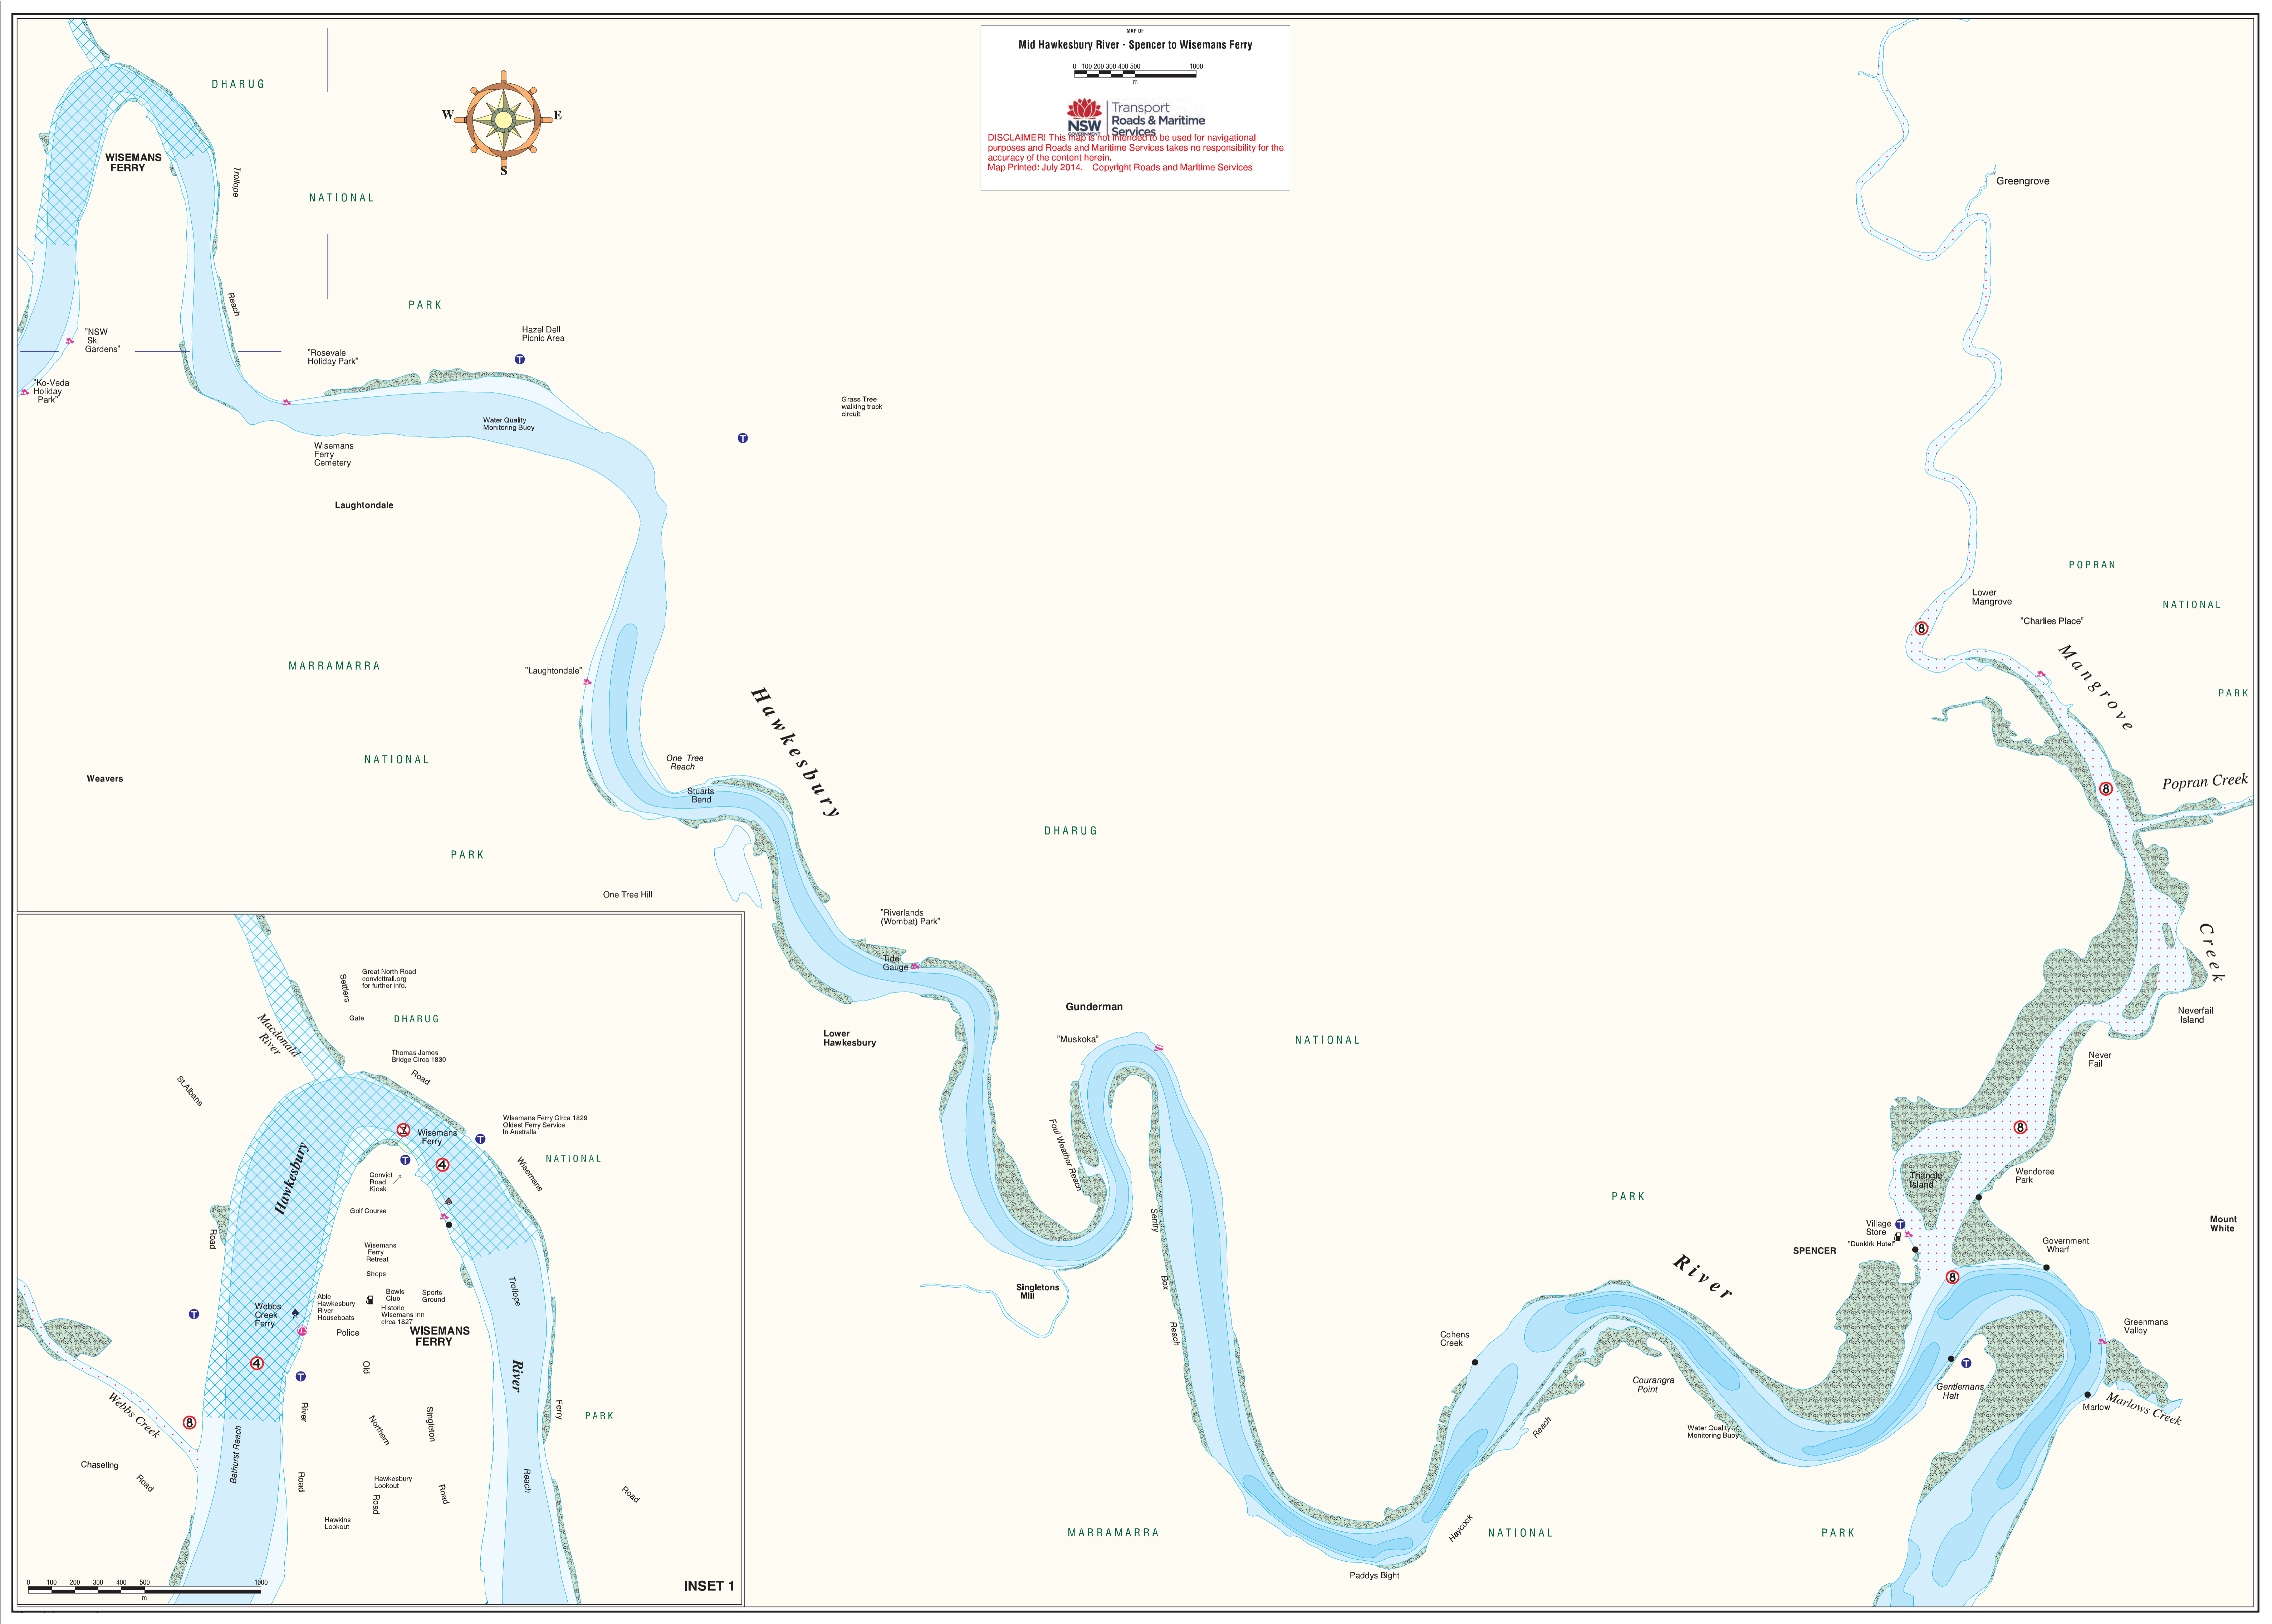 MAP OF
Mid Hawkesbury River - Spencer to Wisemans Ferry
0 100 200 300 400 500 1000
m
Transport
Roads & Maritime
Services
NSW
GOVERNMENT
DISCLAIMER! This map is not intended to be used for navigational
purposes and Roads and Maritime Services takes no responsibility for the
accuracy of the content herein.
Map Printed: July 2014. Copyright Roads and Maritime Services
W
E
S
DHARUG
NATIONAL
PARK
WISEMANS
FERRY
Trollope
Reach
"NSW
Ski
Gardens"
"Ko-Veda
Holiday
Park"
"Rosevale
Holiday Park"
Hazel Dell
Picnic Area
T
Water Quality
Monitoring Buoy
Wisemans
Ferry
Cemetery
Grass Tree
walking track
circuit.
T
Laughtondale
MARRAMARRA
NATIONAL
PARK
"Laughtondale"
Weavers
One Tree
Reach
Stuarts
Bend
One Tree Hill
Hawkesbury
"Riverlands
(Wombat) Park"
Tide
Gauge
Lower
Hawkesbury
Gunderman
"Muskoka"
Foul Weather Reach
Singletons
Mill
Sentry
Box
Reach
DHARUG
NATIONAL
PARK
River
MARRAMARRA
NATIONAL
PARK
Paddys Bight
Haycock
Reach
Cohens
Creek
Courangra
Point
Water Quality
Monitoring Buoy
Greengrove
Lower
Mangrove
"Charlies Place"
POPRAN
NATIONAL
PARK
8
Mangrove
Creek
8
Popran Creek
Neverfail
Island
Never
Fail
8
Wendoree
Park
Triangle
Island
Village
Store
T
"Dunkirk Hotel"
SPENCER
8
Government
Wharf
Mount
White
Greenmans
Valley
Gentlemans
Halt
T
Marlow
Marlows Creek
Great North Road
convicttrail.org
for further Info.
Settlers
Gate
DHARUG
Macdonald
River
Thomas James
Bridge Circa 1830
Road
St.Albans
Wisemans Ferry Circa 1829
Oldest Ferry Service
in Australia
T
Wisemans
Ferry
4
T
NATIONAL
Wisemans
Convict
Road
Kiosk
Hawkesbury
Golf Course
Road
Wisemans
Ferry
Retreat
Shops
Bowls
Club
Sports
Ground
Historic
Wisemans Inn
circa 1827
Able
Hawkesbury
River
Houseboats
Webbs
Creek
Ferry
T
Police
WISEMANS
FERRY
Trollope
River
4
T
Old
Webbs Creek
8
River
Northern
Singleton
Ferry
PARK
Bathurst Reach
Chaseling
Road
Road
Hawkesbury
Lookout
Road
Road
Reach
Road
Hawkins
Lookout
0 100 200 300 400 500 1000
m
INSET 1